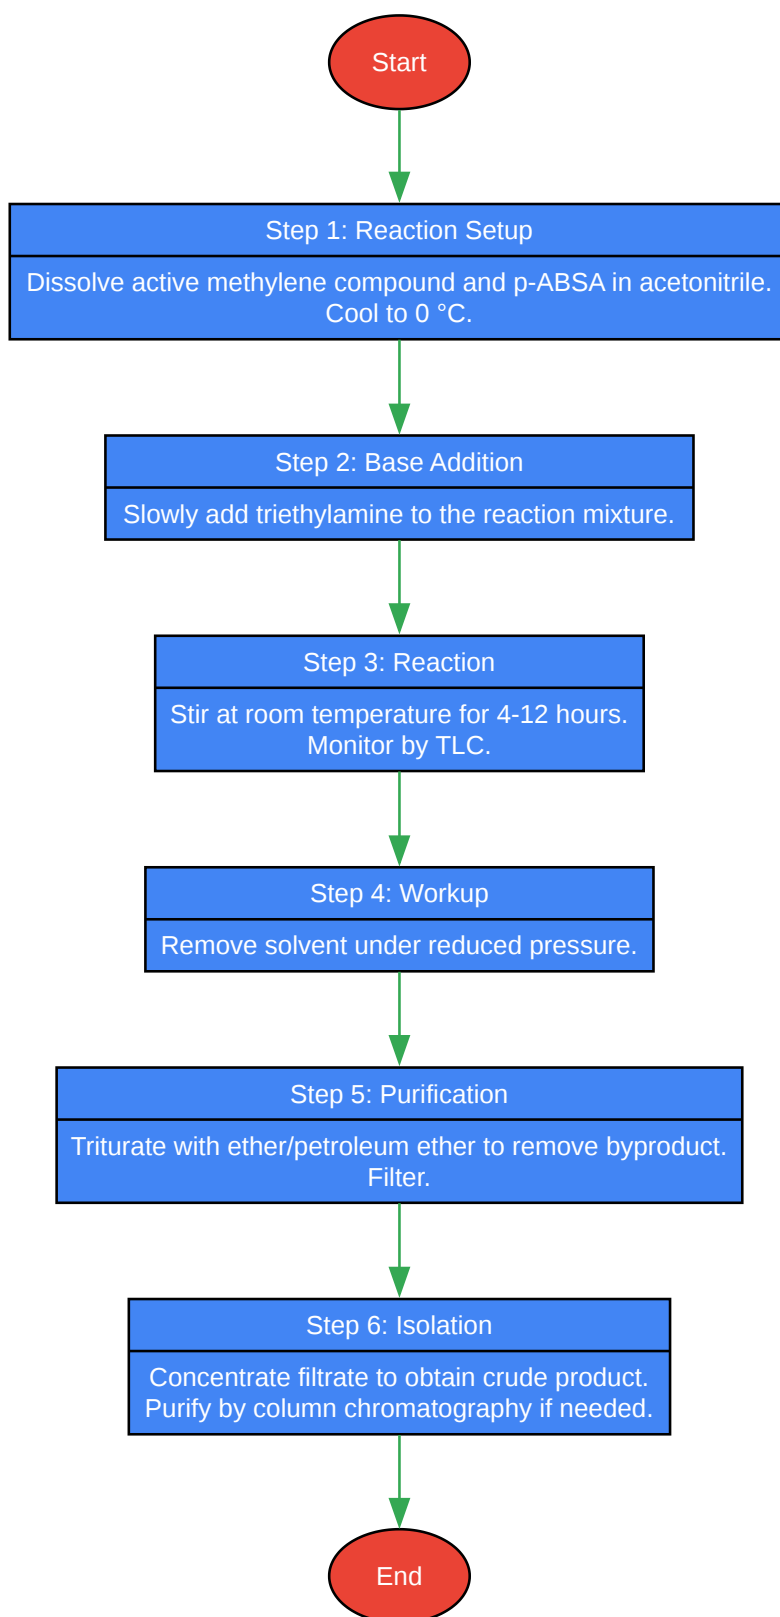 Start
Step 1: Reaction Setup
Dissolve active methylene compound and p-ABSA in acetonitrile.
Cool to 0 °C.
Step 2: Base Addition
Slowly add triethylamine to the reaction mixture.
Step 3: Reaction
Stir at room temperature for 4-12 hours.
Monitor by TLC.
Step 4: Workup
Remove solvent under reduced pressure.
Step 5: Purification
Triturate with ether/petroleum ether to remove byproduct.
Filter.
Step 6: Isolation
Concentrate filtrate to obtain crude product.
Purify by column chromatography if needed.
End